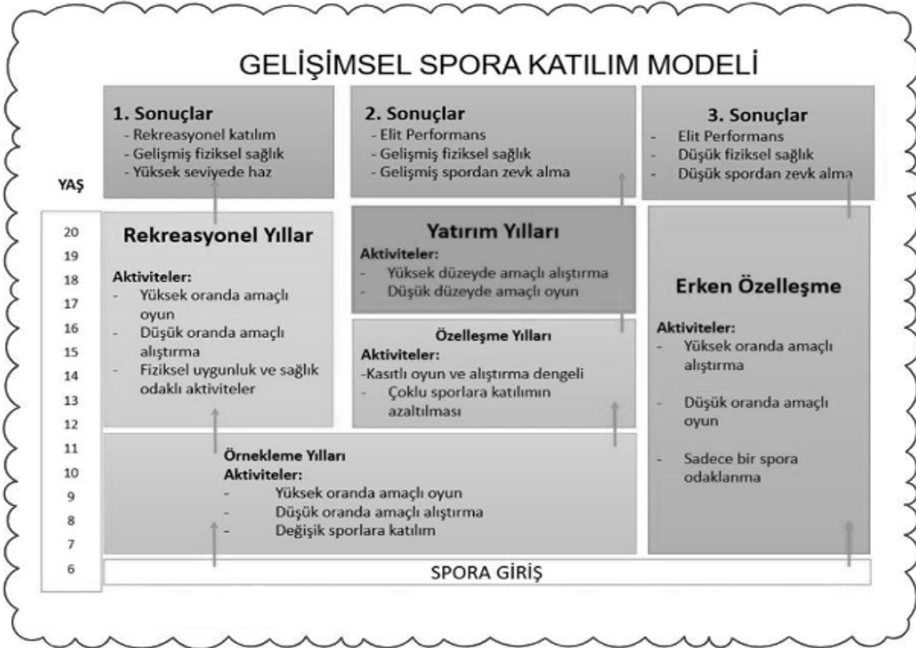 GELİŞİMSEL SPORA KATILIM MODELİ
1. Sonuçlar
- Rekreasyonel katılım
- Gelişmiş fiziksel sağlık
- Yüksek seviyede haz
2. Sonuçlar
- Elit Performans
- Gelişmiş fiziksel sağlık
- Gelişmiş spordan zevk alma
3. Sonuçlar
- Elit Performans
- Düşük fiziksel sağlık
- Düşük spordan zevk alma
YAŞ
20
19
18
17
16
15
14
13
12
11
10
9
8
7
6
Rekreasyonel Yıllar
Aktiviteler:
- Yüksek oranda amaçlı
oyun
- Düşük oranda amaçlı
alıştırma
- Fiziksel uygunluk ve sağlık
odaklı aktiviteler
Yatırım Yılları
Aktiviteler:
- Yüksek düzeyde amaçlı alıştırma
- Düşük düzeyde amaçlı oyun
Özelleşme Yılları
Aktiviteler:
-Kasıtlı oyun ve alıştırma dengeli
- Çoklu sporlara katılımın
azaltılması
Erken Özelleşme
Aktiviteler:
- Yüksek oranda amaçlı
alıştırma
- Düşük oranda amaçlı
oyun
- Sadece bir spora
odaklanma
Örnekleme Yılları
Aktiviteler:
- Yüksek oranda amaçlı oyun
- Düşük oranda amaçlı alıştırma
- Değişik sporlara katılım
SPORA GİRİŞ